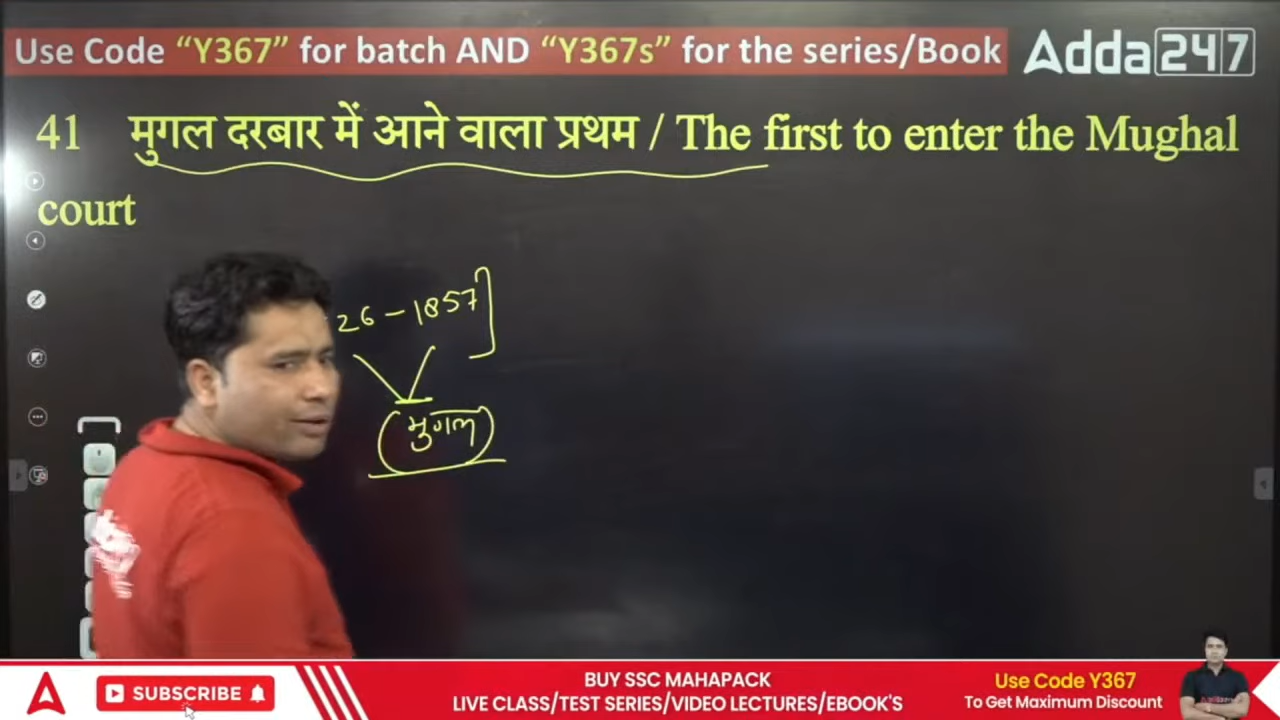 Use Code “Y367” for batch AND “Y367s” for the series/Book
Adda247
41 मुगल दरबार में आने वाला प्रथम / The first to enter the Mughal
court
26 - 1857
मुगल
SUBSCRIBE
BUY SSC MAHAPACK
LIVE CLASS/TEST SERIES/VIDEO LECTURES/EBOOK'S
Use Code Y367
To Get Maximum Discount